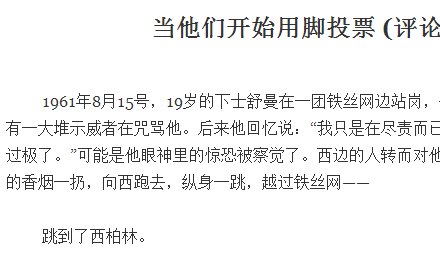 当他们开始用脚投票 (评论
1961年8月15号，19岁的下士舒曼在一团铁丝网边站岗，
有一大堆示威者在咒骂他。后来他回忆说：“我只是在尽责而已
过极了。”可能是他眼神里的惊恐被察觉了。西边的人转而对他
的香烟一扔，向西跑去，纵身一跳，越过铁丝网——
跳到了西柏林。